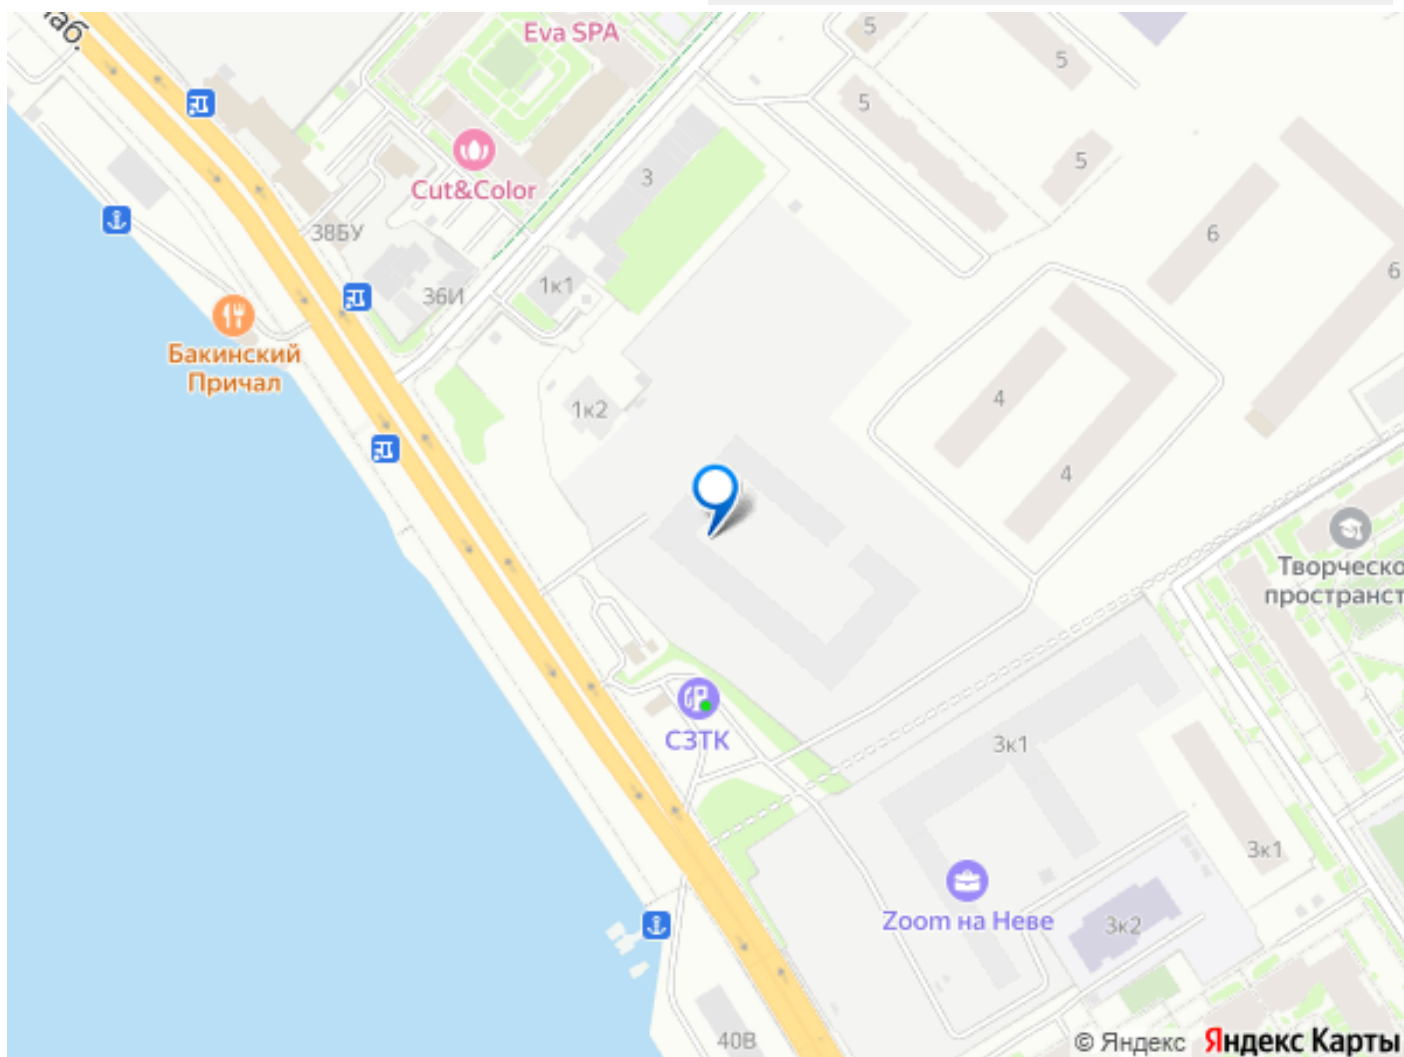 наб.
Eva SPA
5
5
5
5
Cut&Color
3
38БУ
6
6
1к1
36И
Бакинский
Причал
4
1к2
4
Творческо
пространст
СЗТК
3к1
3к1
Zoom на Неве
3к2
40В
© Яндекс Яндекс Карты